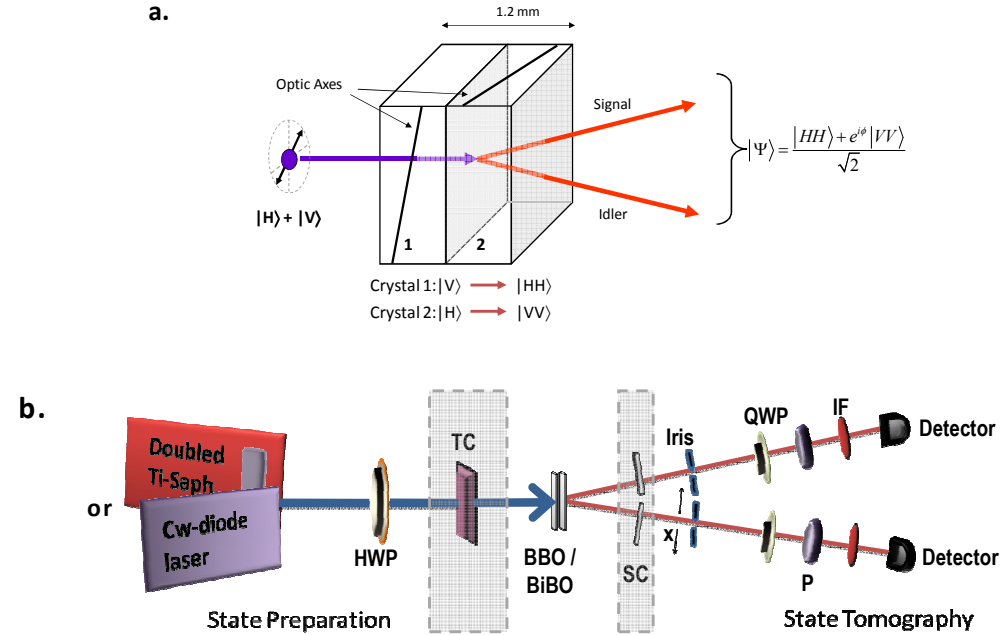 a.
1.2 mm
Optic Axes
Signal
|Ψ⟩ = (|HH⟩ + e^{iϕ}|VV⟩) / √2
Idler
|H⟩ + |V⟩
1
2
Crystal 1:|V⟩ → |HH⟩
Crystal 2:|H⟩ → |VV⟩
b.
Doubled
Ti-Saph
or
Cw-diode
laser
HWP
TC
BBO /
BiBO
SC
Iris
x
QWP
P
IF
Detector
Detector
State Preparation
State Tomography